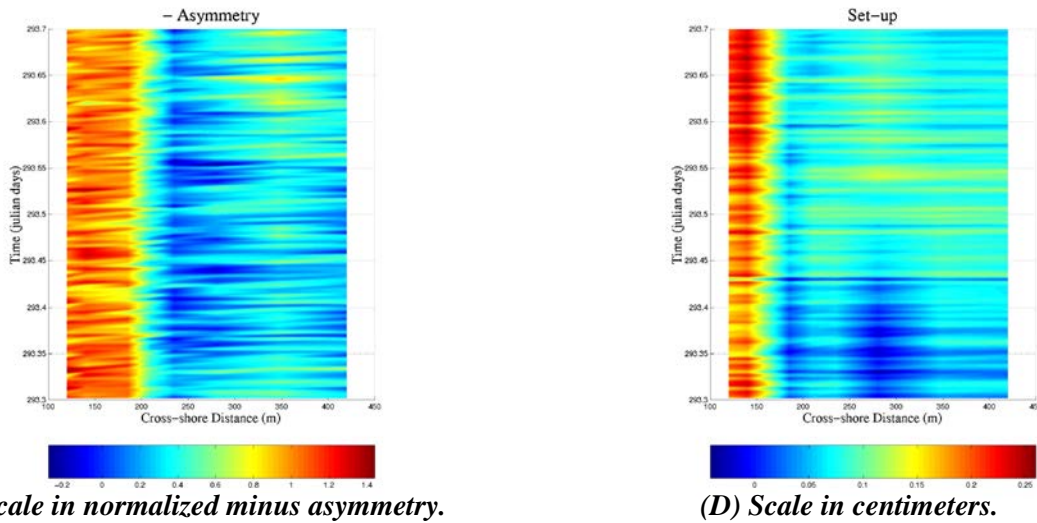 – Asymmetry
Set-up
293.7
293.65
293.6
293.55
293.5
293.45
293.4
293.35
293.3
Time (julian days)
100 150 200 250 300 350 400 450
Cross-shore Distance (m)
-0.2 0 0.2 0.4 0.6 0.8 1 1.2 1.4
293.7
293.65
293.6
293.55
293.5
293.45
293.4
293.35
293.3
Time (julian days)
100 150 200 250 300 350 400
Cross-shore Distance (m)
0 0.05 0.1 0.15 0.2 0.25
cale in normalized minus asymmetry.
(D) Scale in centimeters.